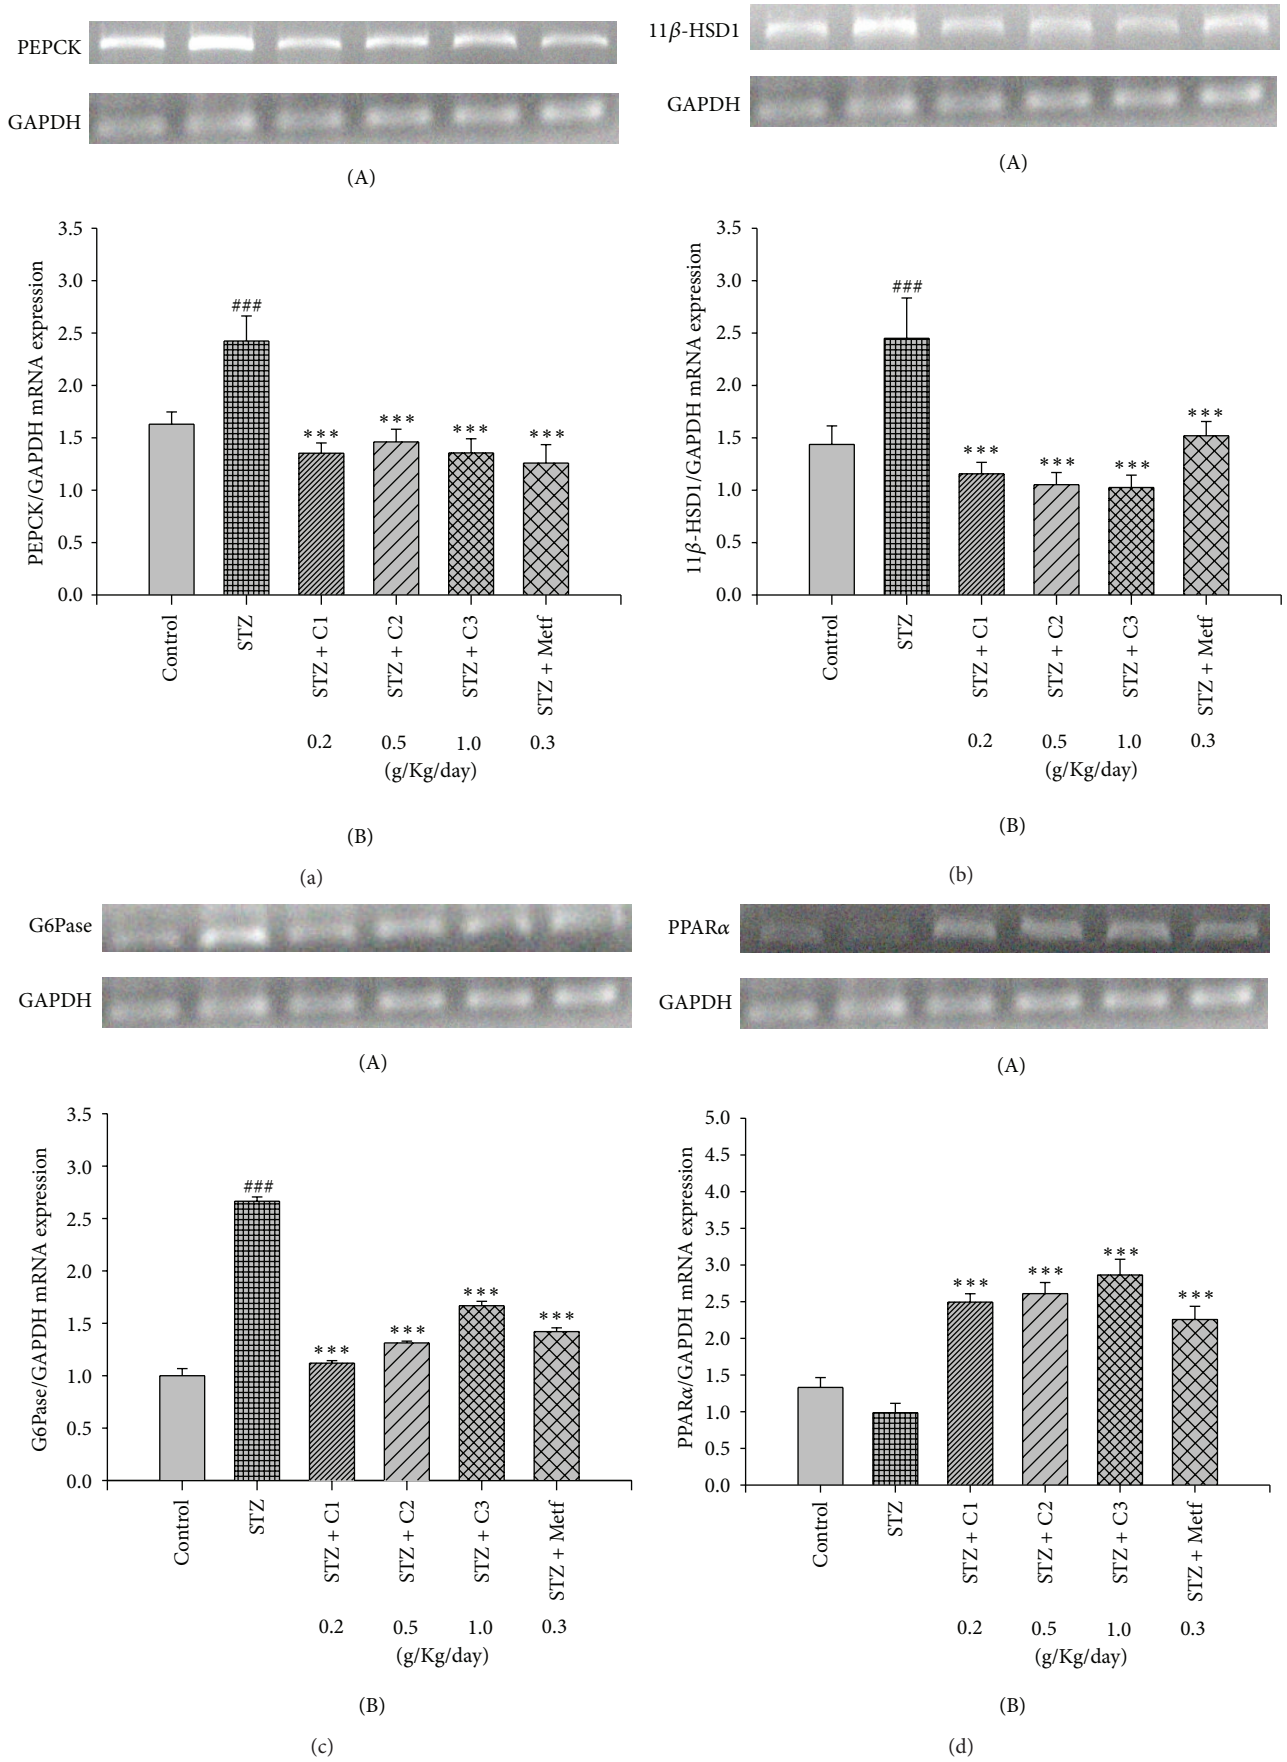 PEPCK
GAPDH
(A)
3.5
3.0
2.5
2.0
1.5
1.0
0.5
0.0
PEPCK/GAPDH mRNA expression
###
***
***
***
***
Control
STZ
STZ + C1
STZ + C2
STZ + C3
STZ + Metf
0.2 0.5 1.0 0.3
(g/Kg/day)
(B)
(a)
11β-HSD1
GAPDH
(A)
3.5
3.0
2.5
2.0
1.5
1.0
0.5
0.0
11β-HSD1/GAPDH mRNA expression
###
***
***
***
***
Control
STZ
STZ + C1
STZ + C2
STZ + C3
STZ + Metf
0.2 0.5 1.0 0.3
(g/Kg/day)
(B)
(b)
G6Pase
GAPDH
(A)
3.5
3.0
2.5
2.0
1.5
1.0
0.5
0.0
G6Pase/GAPDH mRNA expression
###
***
***
***
***
Control
STZ
STZ + C1
STZ + C2
STZ + C3
STZ + Metf
0.2 0.5 1.0 0.3
(g/Kg/day)
(B)
(c)
PPARα
GAPDH
(A)
5.0
4.5
4.0
3.5
3.0
2.5
2.0
1.5
1.0
0.5
0.0
PPARα/GAPDH mRNA expression
***
***
***
***
Control
STZ
STZ + C1
STZ + C2
STZ + C3
STZ + Metf
0.2 0.5 1.0 0.3
(g/Kg/day)
(B)
(d)